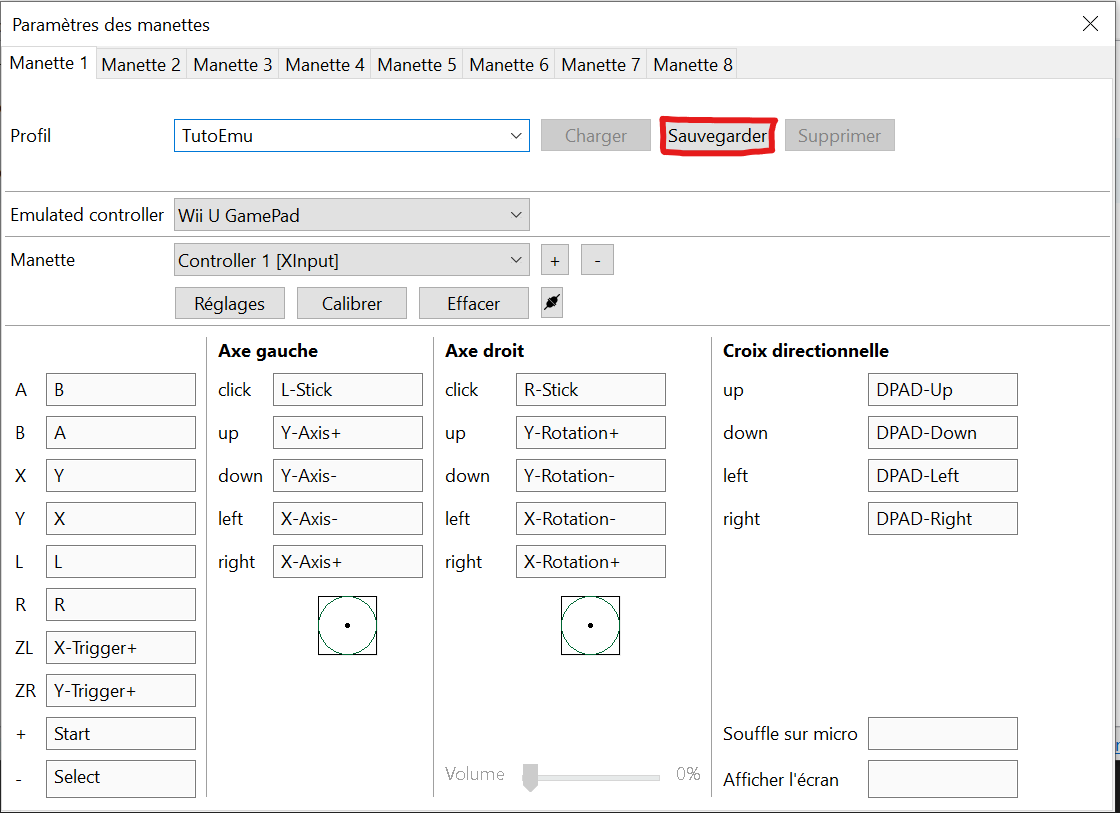 Paramètres des manettes
Manette 1 Manette 2 Manette 3 Manette 4 Manette 5 Manette 6 Manette 7 Manette 8
Profil TutoEmu Charger Sauvegarder Supprimer
Emulated controller Wii U GamePad
Manette Controller 1 [XInput] + -
Réglages Calibrer Effacer
Axe gauche Axe droit Croix directionnelle
A B click L-Stick click R-Stick up DPAD-Up
B A up Y-Axis+ up Y-Rotation+ down DPAD-Down
X Y down Y-Axis- down Y-Rotation- left DPAD-Left
Y X left X-Axis- left X-Rotation- right DPAD-Right
L L right X-Axis+ right X-Rotation+
R R
ZL X-Trigger+
ZR Y-Trigger+
+ Start Souffle sur micro
- Select Volume 0% Afficher l'écran